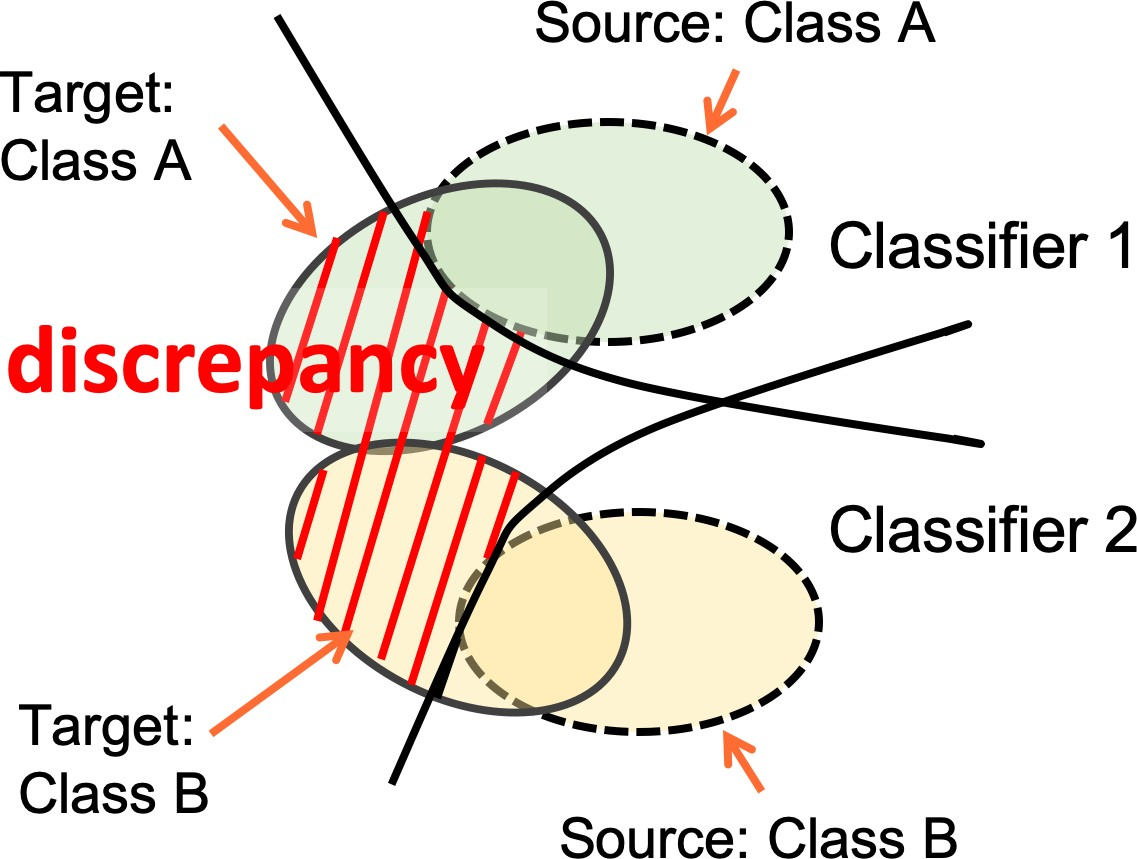 Source: Class A
Target:
Class A
Classifier 1
discrepancy
Classifier 2
Target:
Class B
Source: Class B